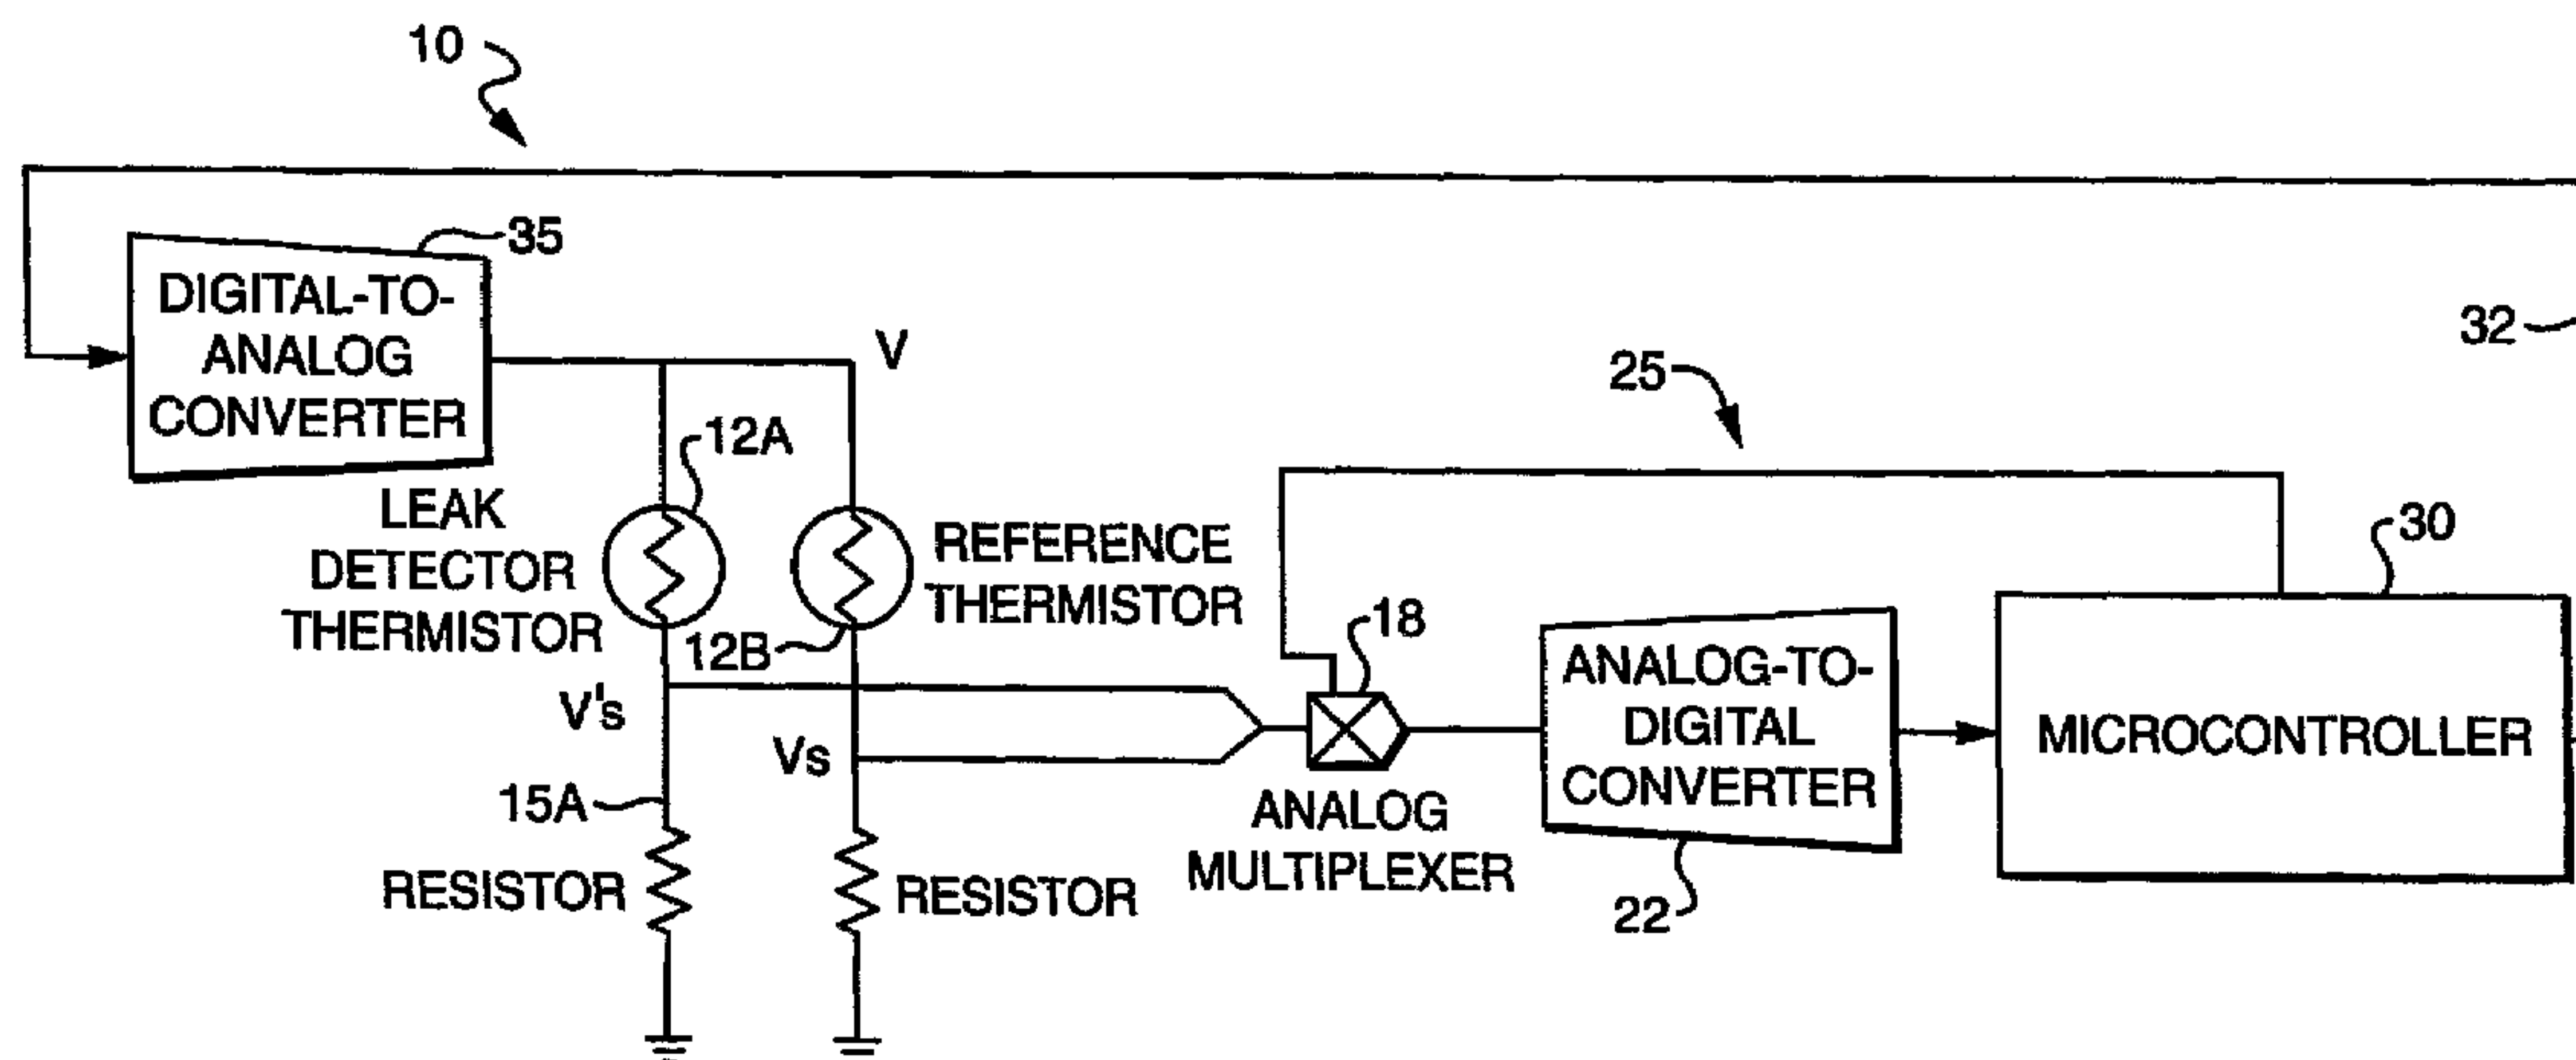 10
35
DIGITAL-TO-
ANALOG
CONVERTER
V
32
25
12A
LEAK
DETECTOR
THERMISTOR
REFERENCE
THERMISTOR
12B
30
18
ANALOG-TO-
DIGITAL
CONVERTER
MICROCONTROLLER
V's
Vs
15A
ANALOG
MULTIPLEXER
RESISTOR
RESISTOR
22